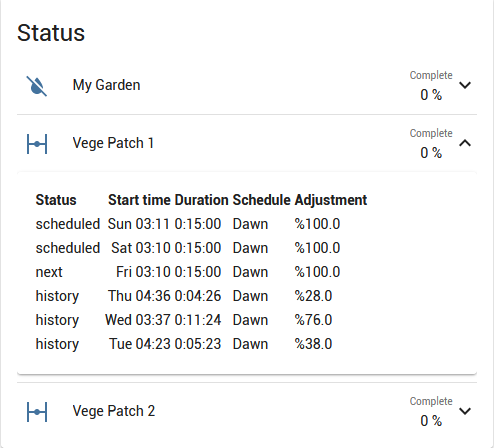 Status
My Garden
Complete
0 %
Vege Patch 1
Complete
0 %
Status Start time Duration Schedule Adjustment
scheduled Sun 03:11 0:15:00 Dawn %100.0
scheduled Sat 03:10 0:15:00 Dawn %100.0
next Fri 03:10 0:15:00 Dawn %100.0
history Thu 04:36 0:04:26 Dawn %28.0
history Wed 03:37 0:11:24 Dawn %76.0
history Tue 04:23 0:05:23 Dawn %38.0
Vege Patch 2
Complete
0 %